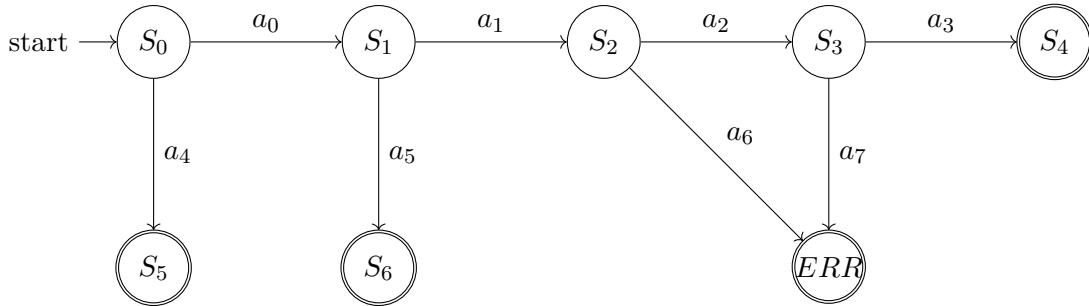 a₀ a₁ a₂ a₃
start S₀ S₁ S₂ S₃ S₄
a₄ a₅ a₆ a₇
S₅ S₆ ERR